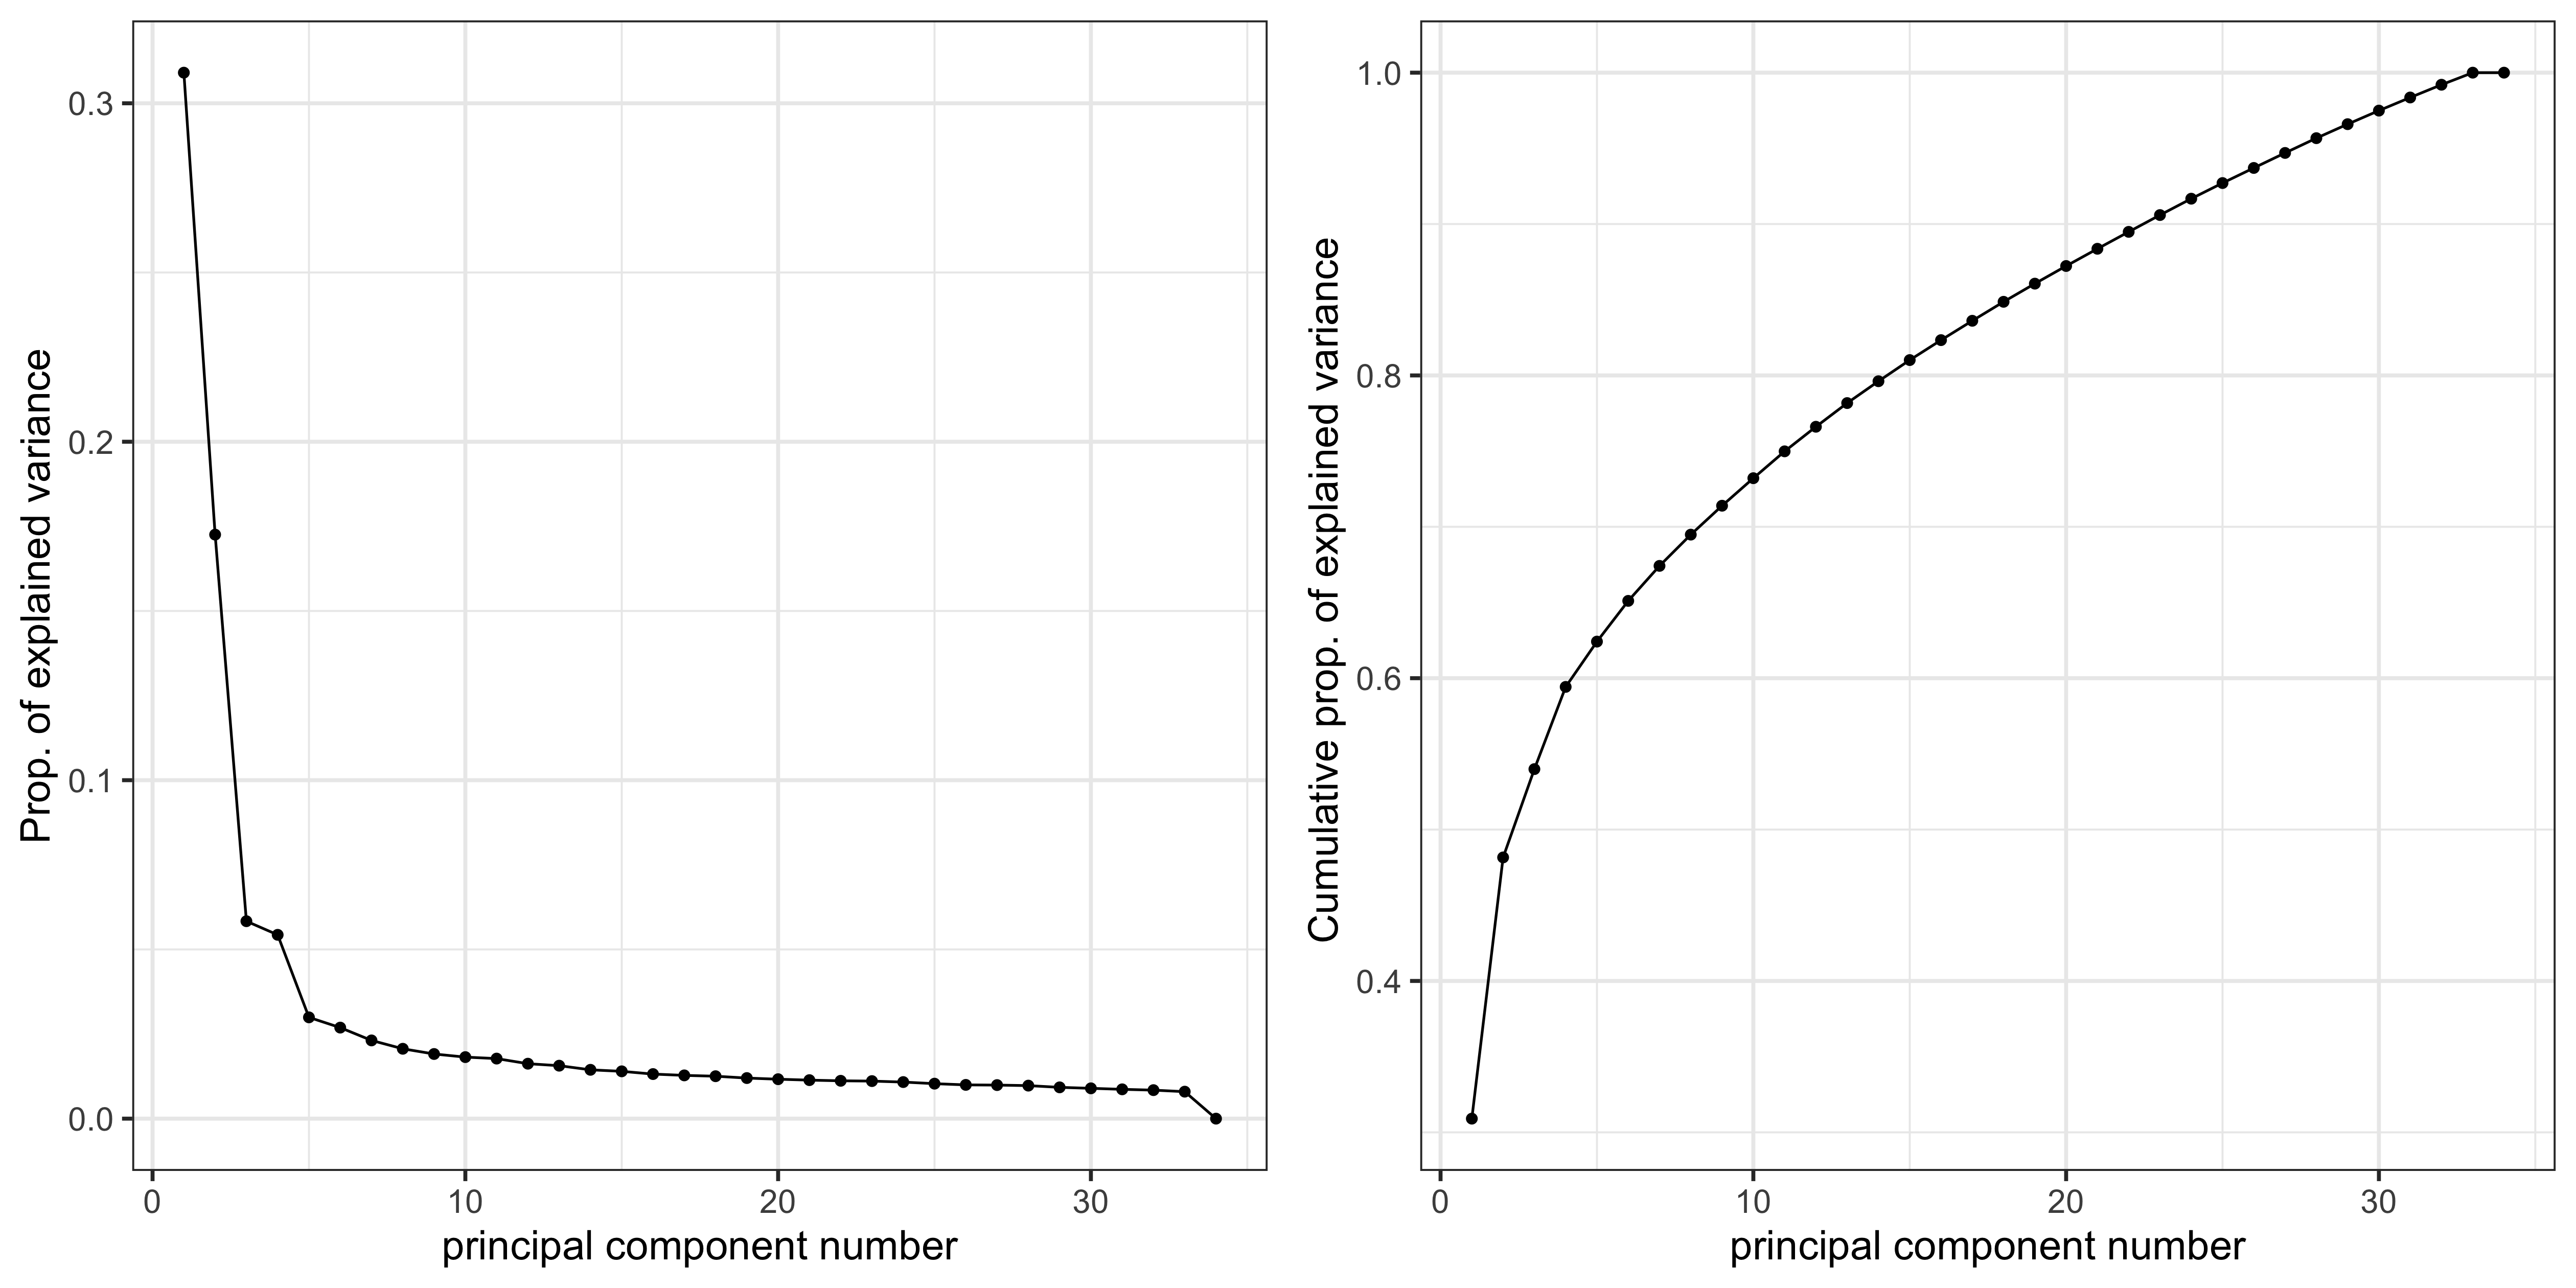 Prop. of explained variance
0.3
0.2
0.1
0.0
0 10 20 30
principal component number
Cumulative prop. of explained variance
1.0
0.8
0.6
0.4
0 10 20 30
principal component number